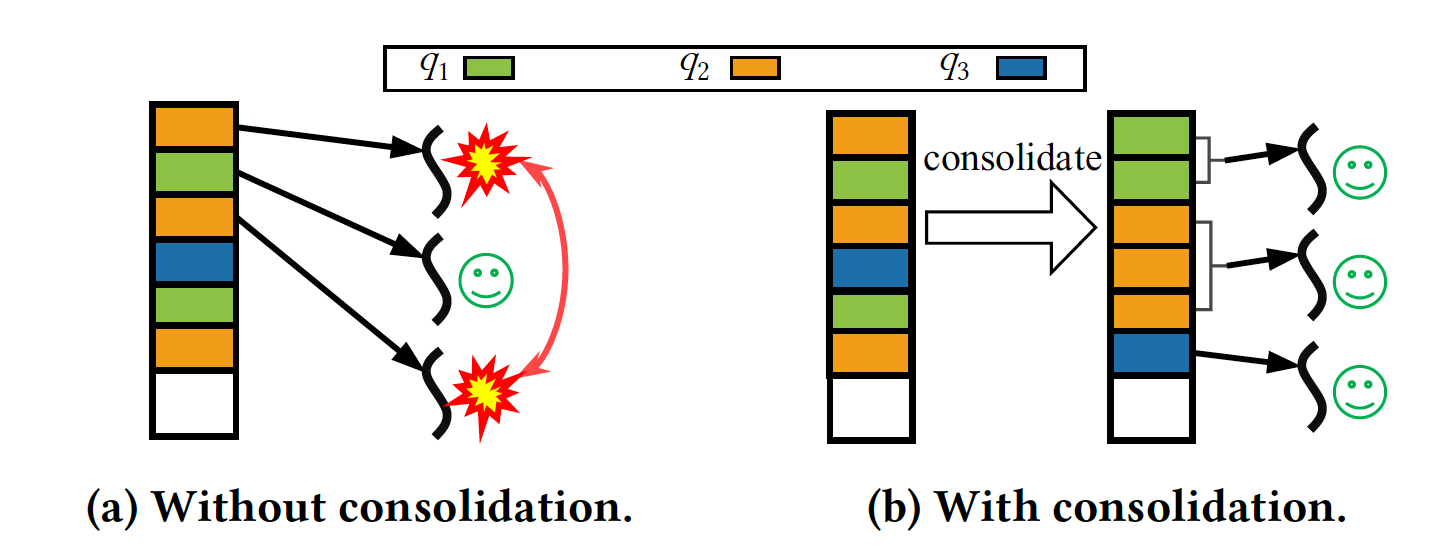 q1 q2 q3
consolidate
(a) Without consolidation. (b) With consolidation.